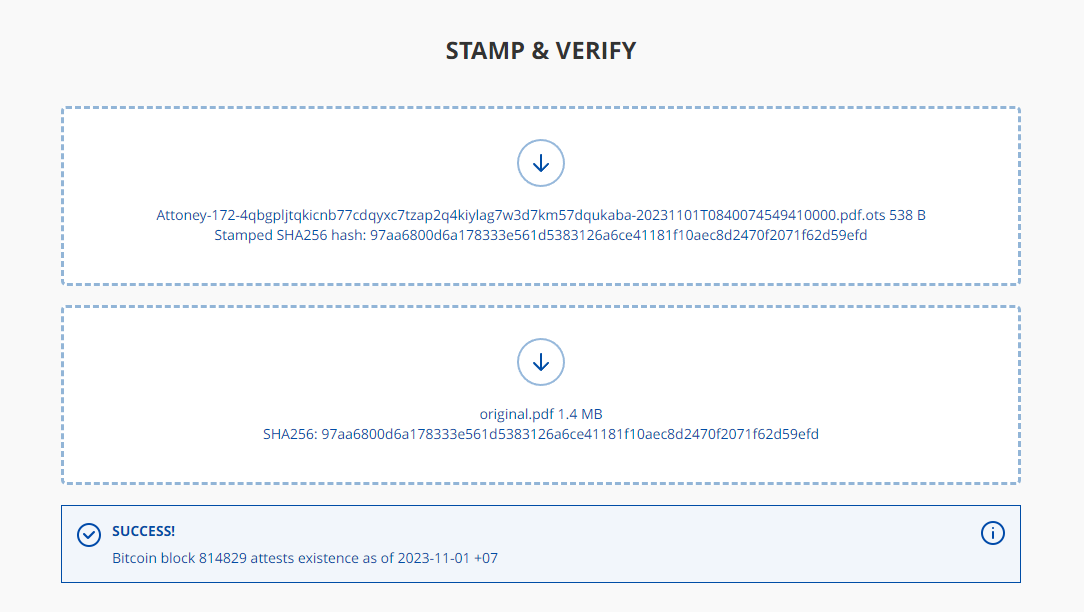 STAMP & VERIFY
Attoney-172-4qbgpljtqkicnb77cdqyxc7tzap2q4kiylag7w3d7km57dqukaba-20231101T0840074549410000.pdf.ots 538 B
Stamped SHA256 hash: 97aa6800d6a178333e561d5383126a6ce41181f10aec8d2470f2071f62d59efd
original.pdf 1.4 MB
SHA256: 97aa6800d6a178333e561d5383126a6ce41181f10aec8d2470f2071f62d59efd
SUCCESS!
Bitcoin block 814829 attests existence as of 2023-11-01 +07